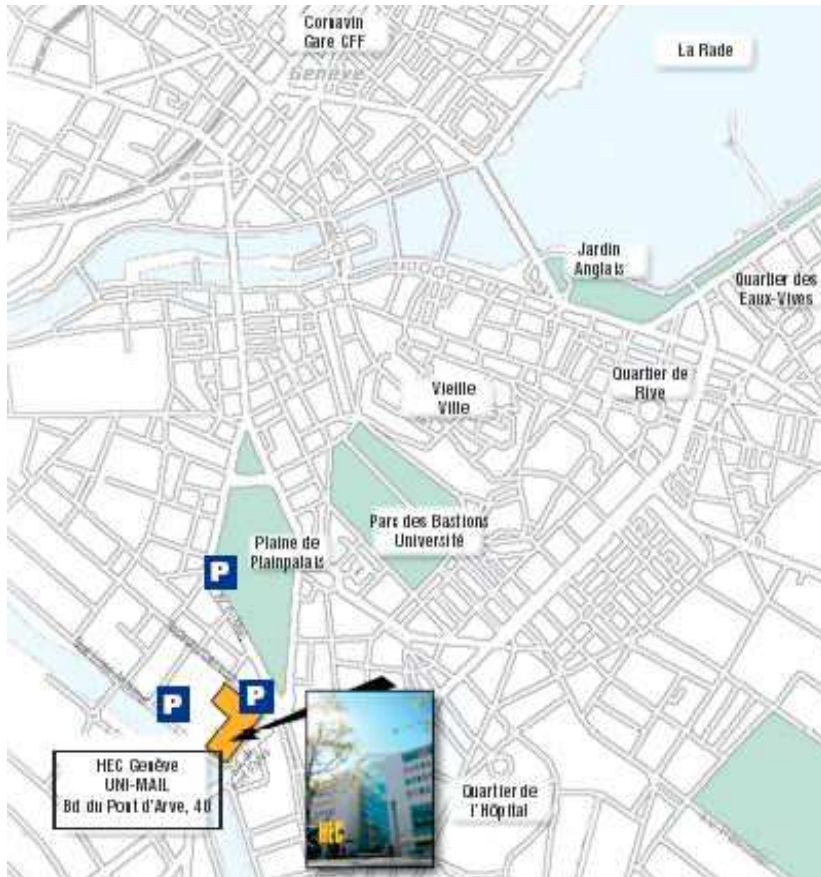 Cornavin
Gare CFF
Genève
La Rade
Jardin
Anglais
Quartier des
Eaux-Vives
Quartier de
Rive
Vieille
Ville
Parc des Bastions
Université
Plaine de
Plainpalais
P
P
P
HEC Genève
UNI-MAIL
Bd du Pont d'Arve, 40
HEC
Quartier de
l'Hôpital